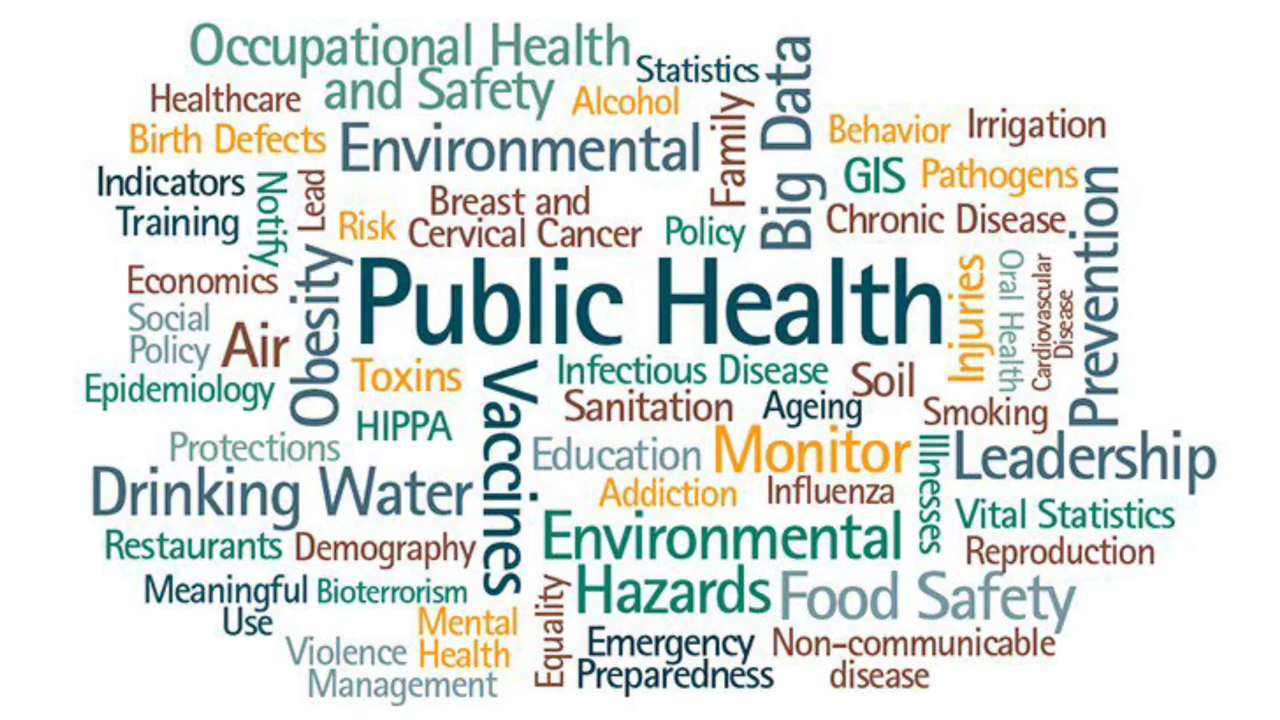 Occupational Health
and Safety
Statistics
Big Data
Healthcare
Alcohol
Family
Behavior
Irrigation
Birth Defects
Environmental
GIS
Pathogens
Indicators
Notify
Lead
Breast and
Cervical Cancer
Training
Risk
Policy
Chronic Disease
Prevention
Economics
Obesity
Public Health
Injuries
Oral Health
Cardiovascular
Disease
Social
Policy
Air
Toxins
Vaccines
Infectious Disease
Soil
Epidemiology
HIPPA
Sanitation
Ageing
Smoking
Protections
Education
Monitor
Illnesses
Leadership
Drinking Water
Addiction
Influenza
Vital Statistics
Restaurants
Demography
Environmental
Hazards
Reproduction
Meaningful
Use
Bioterrorism
Equality
Food Safety
Mental
Health
Violence
Management
Emergency
Preparedness
Non-communicable
disease